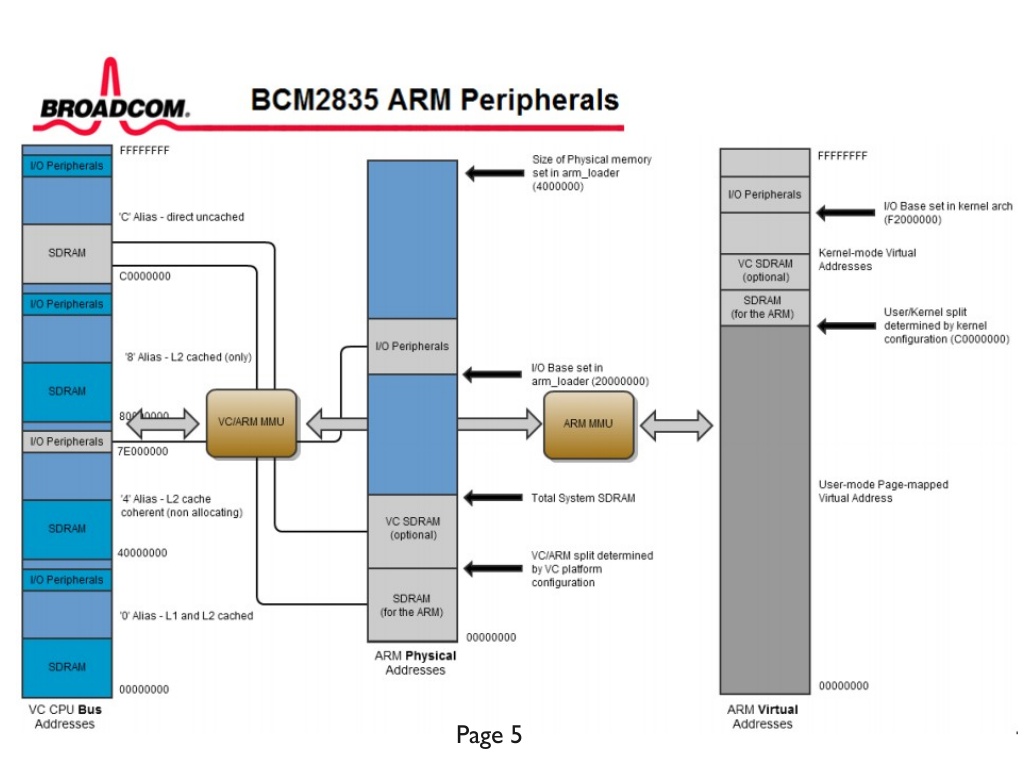 BROADCOM.
BCM2835 ARM Peripherals
FFFFFFFF
I/O Peripherals
'C' Alias - direct uncached
SDRAM
C0000000
I/O Peripherals
'8' Alias - L2 cached (only)
SDRAM
80000000
I/O Peripherals
7E000000
'4' Alias - L2 cache
coherent (non allocating)
SDRAM
40000000
I/O Peripherals
'0' Alias - L1 and L2 cached
SDRAM
00000000
VC CPU Bus
Addresses
VC/ARM MMU
Size of Physical memory
set in arm_loader
(4000000)
I/O Peripherals
I/O Base set in
arm_loader (20000000)
Total System SDRAM
VC SDRAM
(optional)
VC/ARM split determined
by VC platform
configuration
SDRAM
(for the ARM)
00000000
ARM Physical
Addresses
ARM MMU
FFFFFFFF
I/O Peripherals
I/O Base set in kernel arch
(F2000000)
Kernel-mode Virtual
Addresses
VC SDRAM
(optional)
SDRAM
(for the ARM)
User/Kernel split
determined by kernel
configuration (C0000000)
User-mode Page-mapped
Virtual Address
00000000
ARM Virtual
Addresses
Page 5